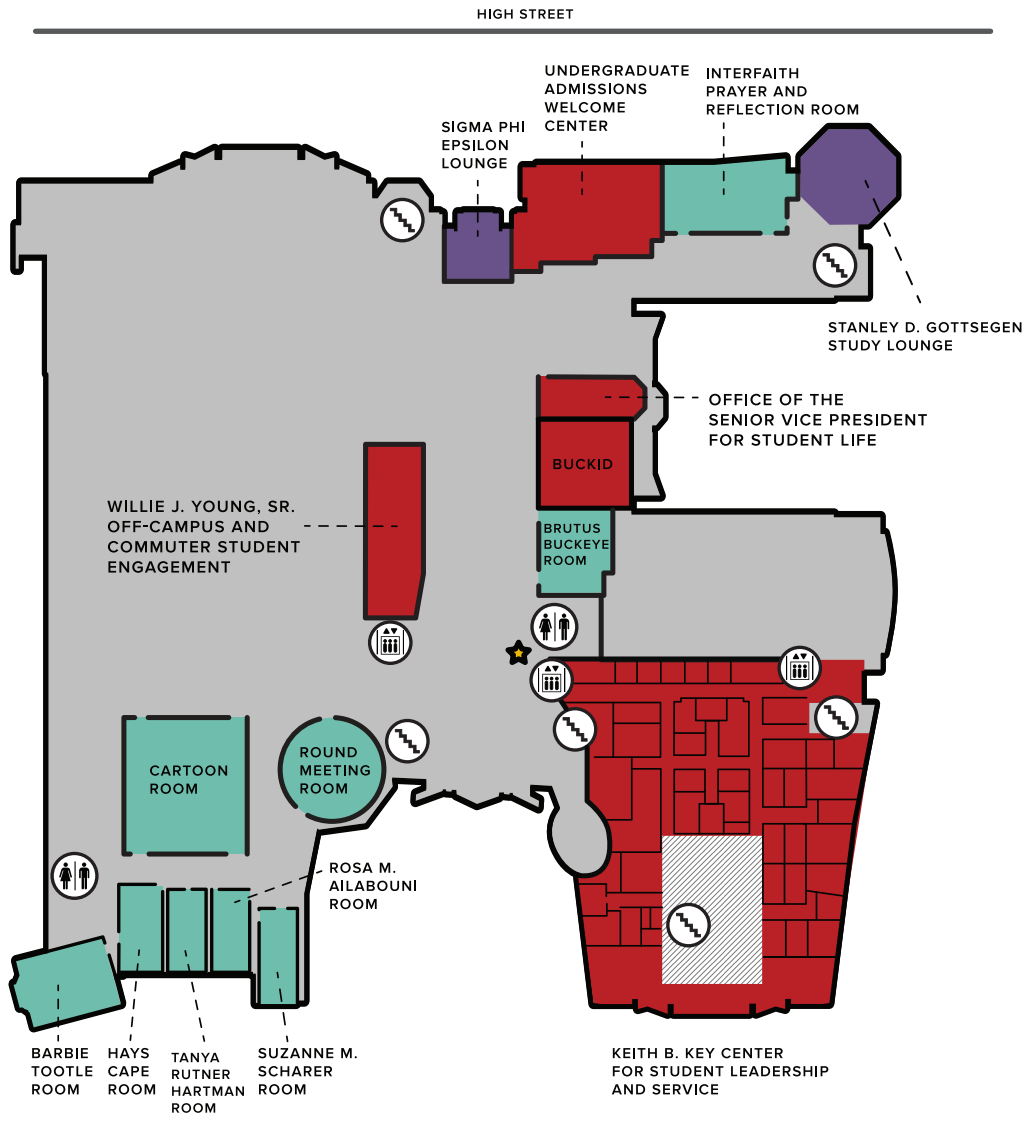 HIGH STREET
UNDERGRADUATE
ADMISSIONS
WELCOME
CENTER
INTERFAITH
PRAYER AND
REFLECTION ROOM
SIGMA PHI
EPSILON
LOUNGE
STANLEY D. GOTTSEGEN
STUDY LOUNGE
OFFICE OF THE
SENIOR VICE PRESIDENT
FOR STUDENT LIFE
BUCKID
WILLIE J. YOUNG, SR.
OFF-CAMPUS AND
COMMUTER STUDENT
ENGAGEMENT
BRUTUS
BUCKEYE
ROOM
CARTOON
ROOM
ROUND
MEETING
ROOM
ROSA M.
AILABOUNI
ROOM
BARBIE
TOOTLE
ROOM
HAYS
CAPE
ROOM
TANYA
RUTNER
HARTMAN
ROOM
SUZANNE M.
SCHARER
ROOM
KEITH B. KEY CENTER
FOR STUDENT LEADERSHIP
AND SERVICE